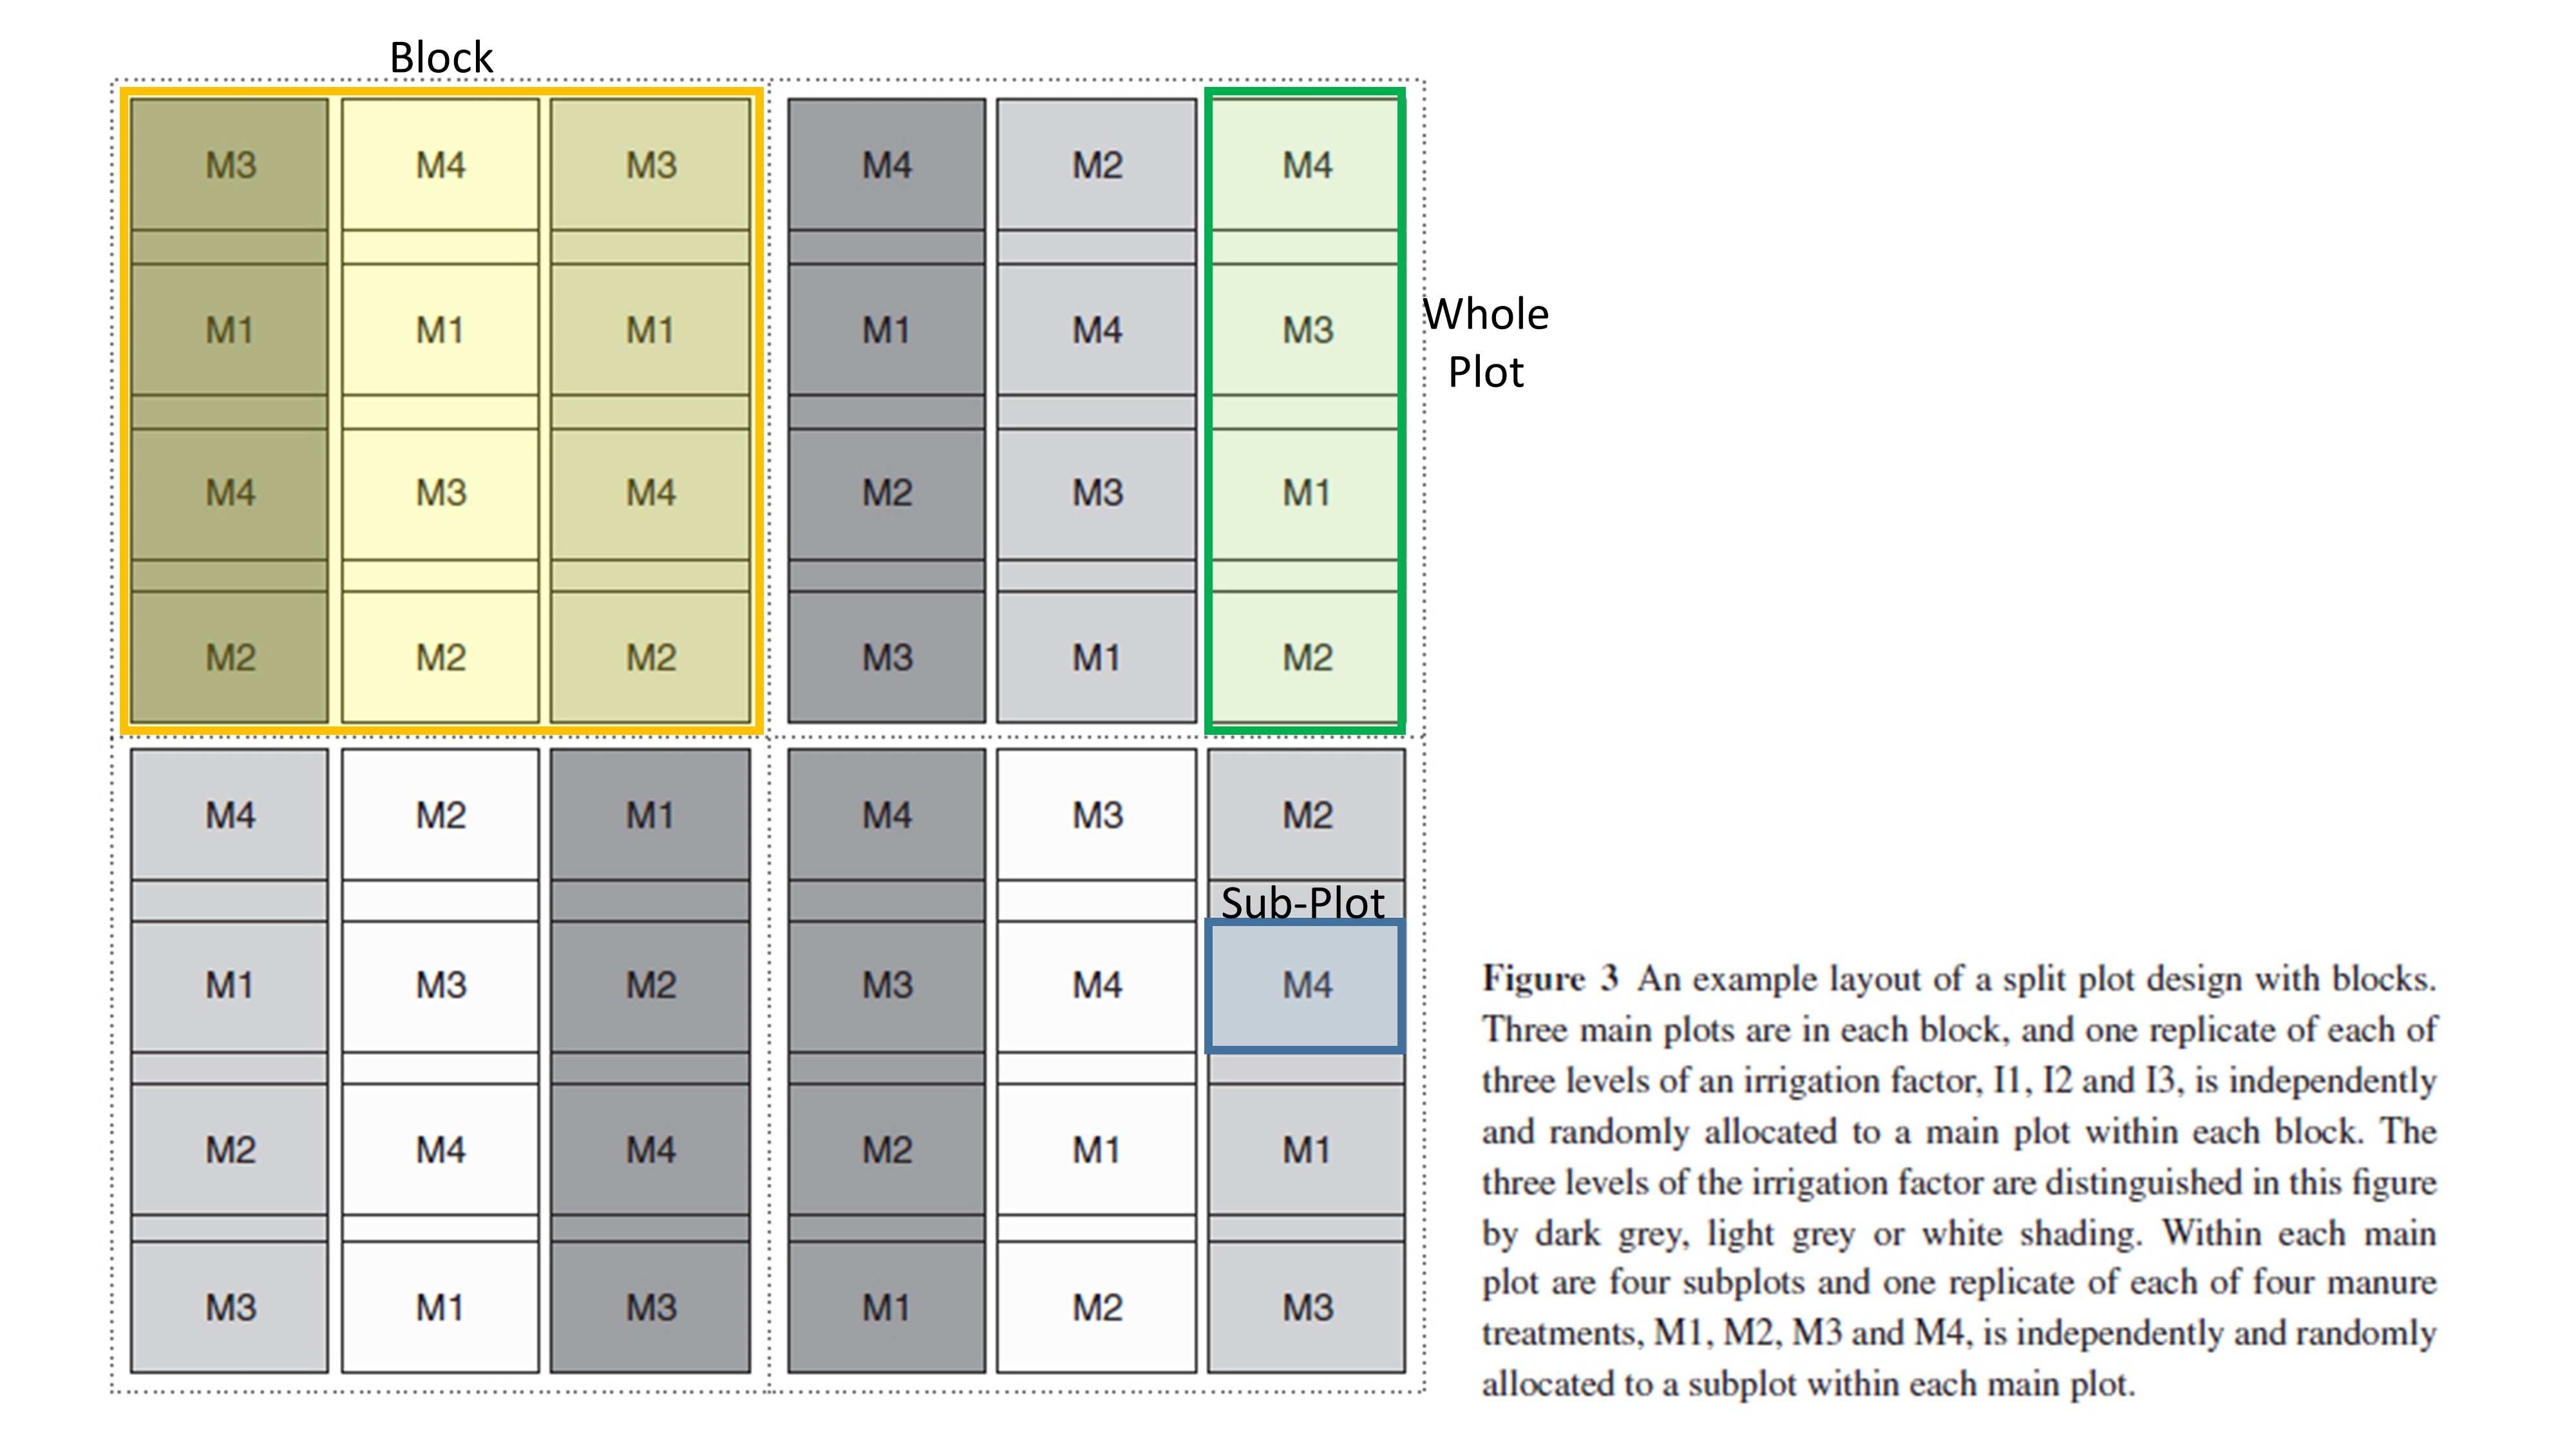 Block
M3 M4 M3 M4 M2 M4
M1 M1 M1 M1 M4 M3
Whole
Plot
M4 M3 M4 M2 M3 M1
M2 M2 M2 M3 M1 M2
M4 M2 M1 M4 M3 M2
Sub-Plot
M1 M3 M2 M3 M4 M4
M2 M4 M4 M2 M1 M1
M3 M1 M3 M1 M2 M3
Figure 3 An example layout of a split plot design with blocks.
Three main plots are in each block, and one replicate of each of
three levels of an irrigation factor, I1, I2 and I3, is independently
and randomly allocated to a main plot within each block. The
three levels of the irrigation factor are distinguished in this figure
by dark grey, light grey or white shading. Within each main
plot are four subplots and one replicate of each of four manure
treatments, M1, M2, M3 and M4, is independently and randomly
allocated to a subplot within each main plot.